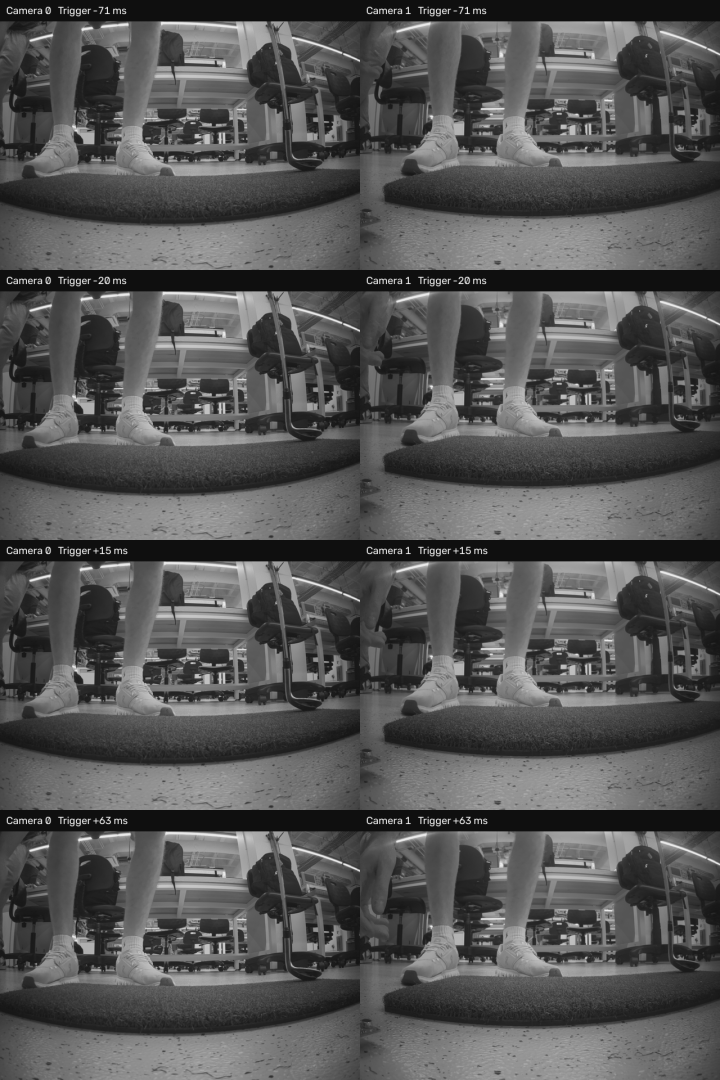 Camera 0 Trigger -71 ms
Camera 1 Trigger -71 ms
Camera 0 Trigger -20 ms
Camera 1 Trigger -20 ms
Camera 0 Trigger +15 ms
Camera 1 Trigger +15 ms
Camera 0 Trigger +63 ms
Camera 1 Trigger +63 ms